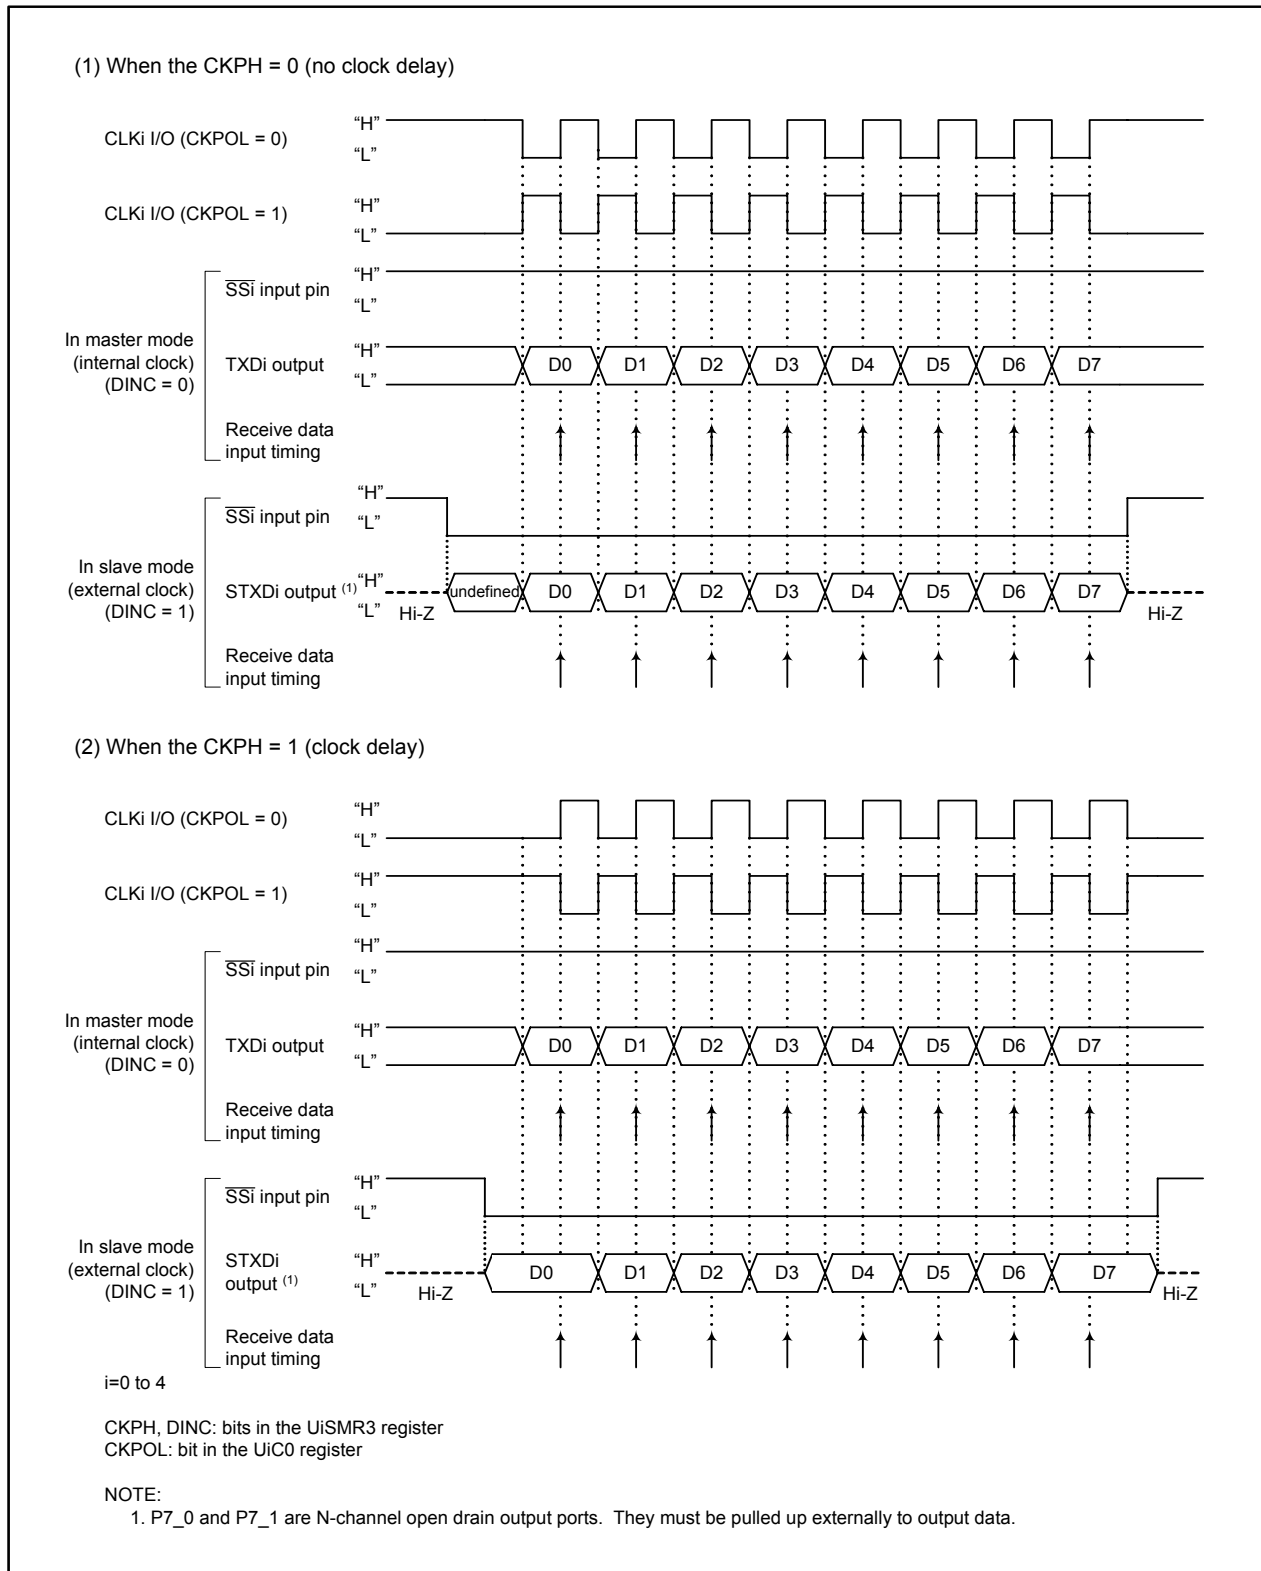 (1) When the CKPH = 0 (no clock delay)
CLKi I/O (CKPOL = 0)
“H”
“L”
CLKi I/O (CKPOL = 1)
“H”
“L”
In master mode
(internal clock)
(DINC = 0)
SSi input pin
“H”
“L”
TXDi output
“H”
“L”
D0 D1 D2 D3 D4 D5 D6 D7
Receive data
input timing
In slave mode
(external clock)
(DINC = 1)
SSi input pin
“H”
“L”
STXDi output (1)
“H”
“L”
Hi-Z
undefined D0 D1 D2 D3 D4 D5 D6 D7
Hi-Z
Receive data
input timing
(2) When the CKPH = 1 (clock delay)
CLKi I/O (CKPOL = 0)
“H”
“L”
CLKi I/O (CKPOL = 1)
“H”
“L”
In master mode
(internal clock)
(DINC = 0)
SSi input pin
“H”
“L”
TXDi output
“H”
“L”
D0 D1 D2 D3 D4 D5 D6 D7
Receive data
input timing
In slave mode
(external clock)
(DINC = 1)
SSi input pin
“H”
“L”
STXDi
output (1)
“H”
“L”
Hi-Z
D0 D1 D2 D3 D4 D5 D6 D7
Hi-Z
Receive data
input timing
i=0 to 4
CKPH, DINC: bits in the UiSMR3 register
CKPOL: bit in the UiC0 register
NOTE:
1. P7_0 and P7_1 are N-channel open drain output ports. They must be pulled up externally to output data.